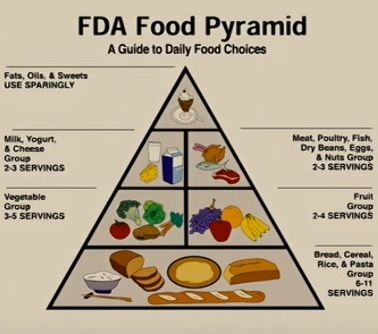 FDA Food Pyramid
A Guide to Daily Food Choices
Fats, Oils, & Sweets
USE SPARINGLY
Milk, Yogurt,
& Cheese
Group
2-3 SERVINGS
Meat, Poultry, Fish,
Dry Beans, Eggs,
& Nuts Group
2-3 SERVINGS
Vegetable
Group
3-5 SERVINGS
Fruit
Group
2-4 SERVINGS
Bread, Cereal,
Rice, & Pasta
Group
6-11
SERVINGS